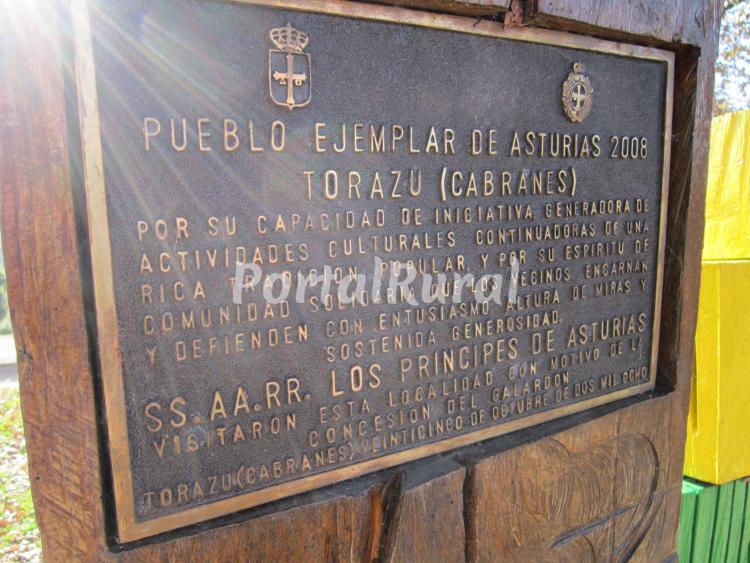 PUEBLO EJEMPLAR DE ASTURIAS 2008
TORAZU (CABRANES)
POR SU CAPACIDAD DE INICIATIVA GENERADORA DE
ACTIVIDADES CULTURALES CONTINUADORAS DE UNA
RICA TRADICION POPULAR, Y POR SU ESPIRITU DE
COMUNIDAD SOLIDARIA QUE LOS VECINOS ENCARNAN
Y DEFIENDEN CON ENTUSIASMO, ALTURA DE MIRAS Y
SOSTENIDA GENEROSIDAD.
SS.AA.RR. LOS PRINCIPES DE ASTURIAS
VISITARON ESTA LOCALIDAD CON MOTIVO DE LA
CONCESION DEL GALARDON
TORAZU (CABRANES) VEINTICINCO DE OCTUBRE DE DOS MIL OCHO
PortalRural